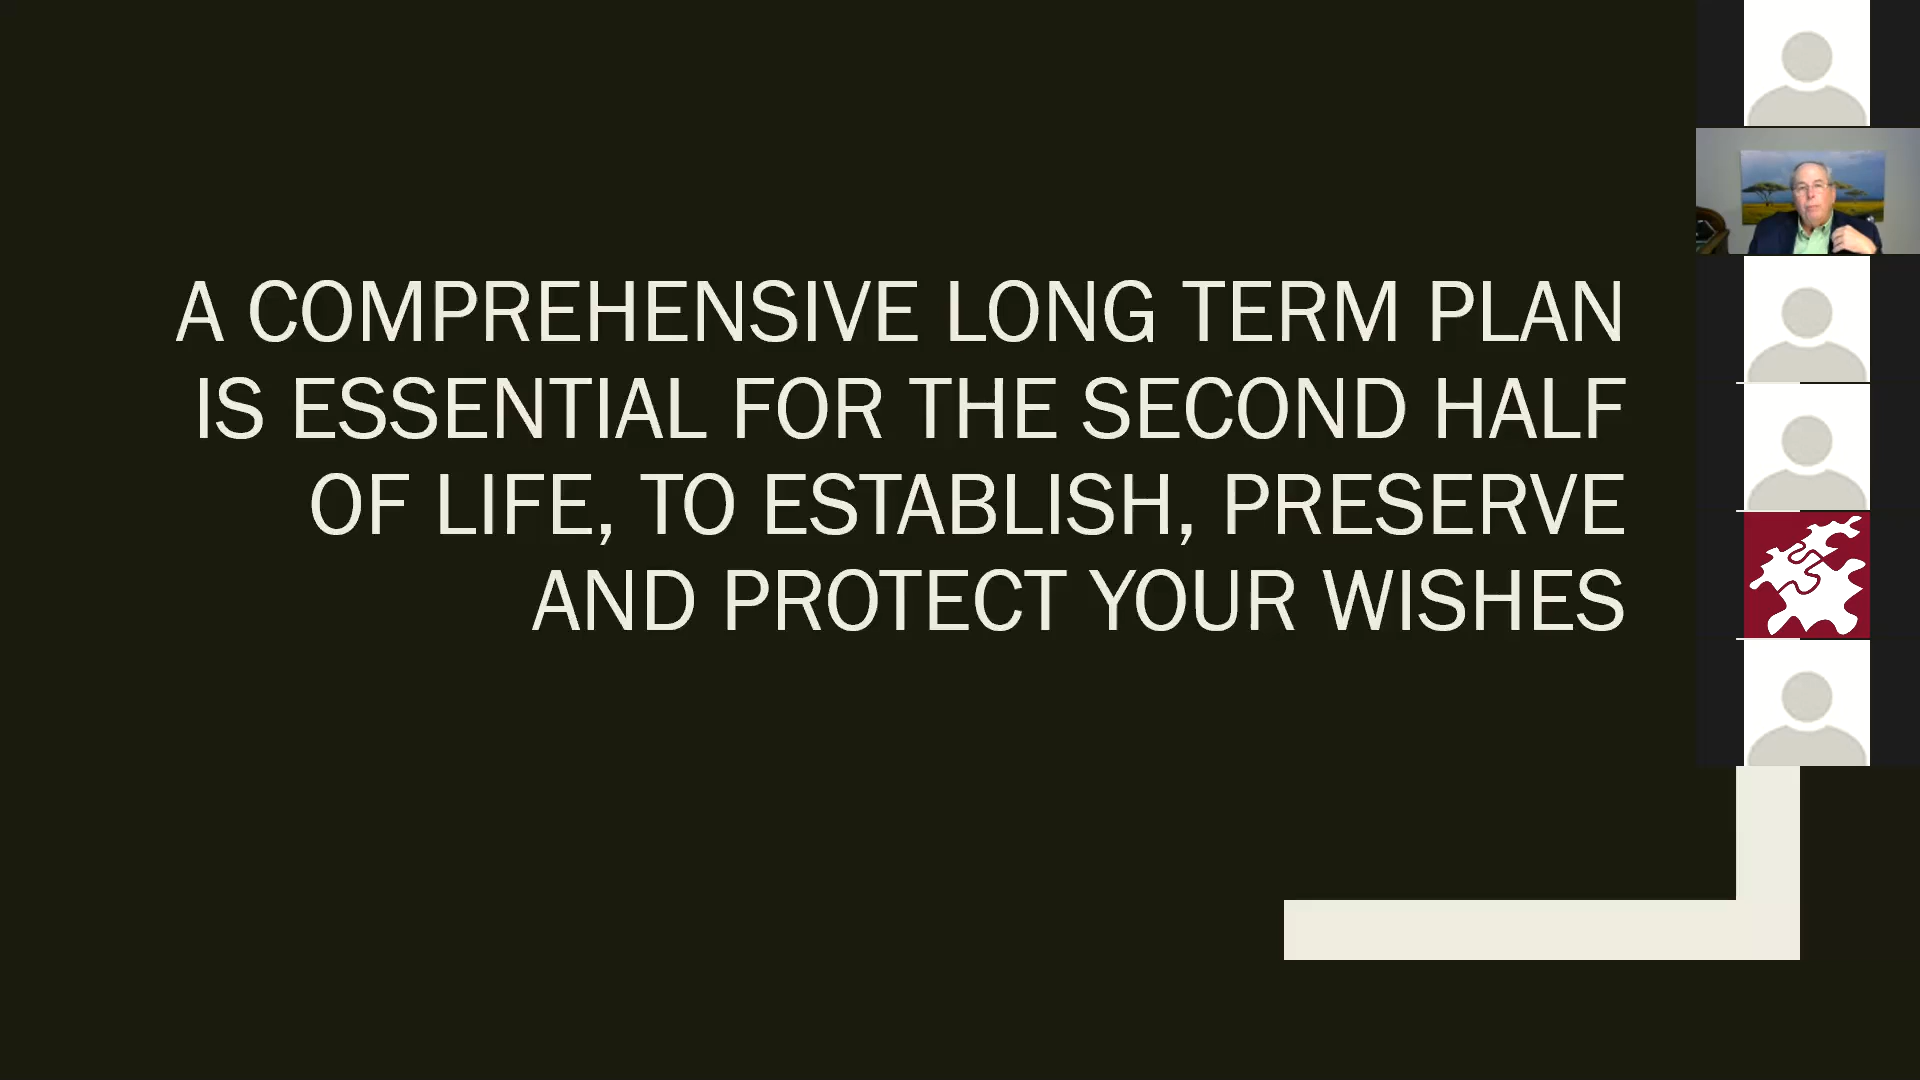 A COMPREHENSIVE LONG TERM PLAN
IS ESSENTIAL FOR THE SECOND HALF
OF LIFE, TO ESTABLISH, PRESERVE
AND PROTECT YOUR WISHES